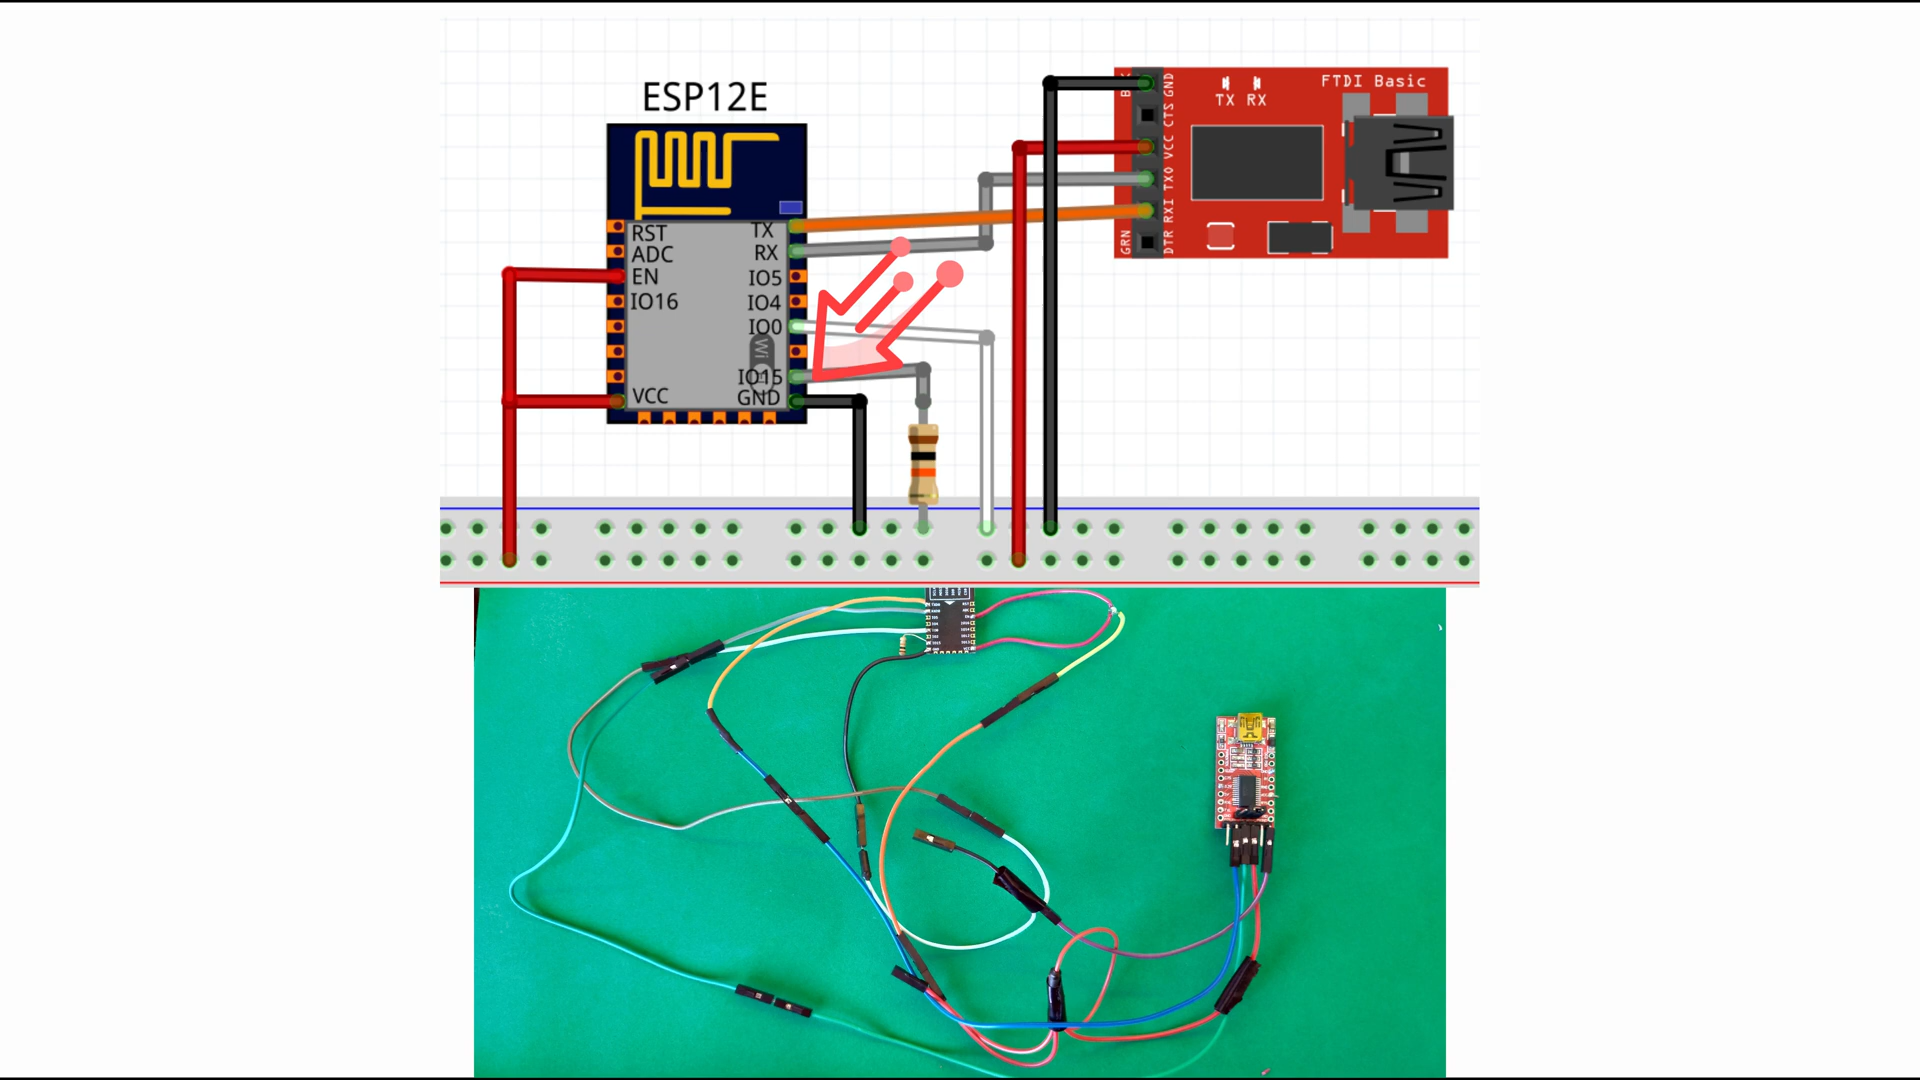 ESP12E
FTDI Basic
TX RX
GND
CTS
VCC
TXO
RXI
DTR
GRN
RST
ADC
EN
IO16
VCC
TX
RX
IO5
IO4
IO0
Wi
IO15
GND